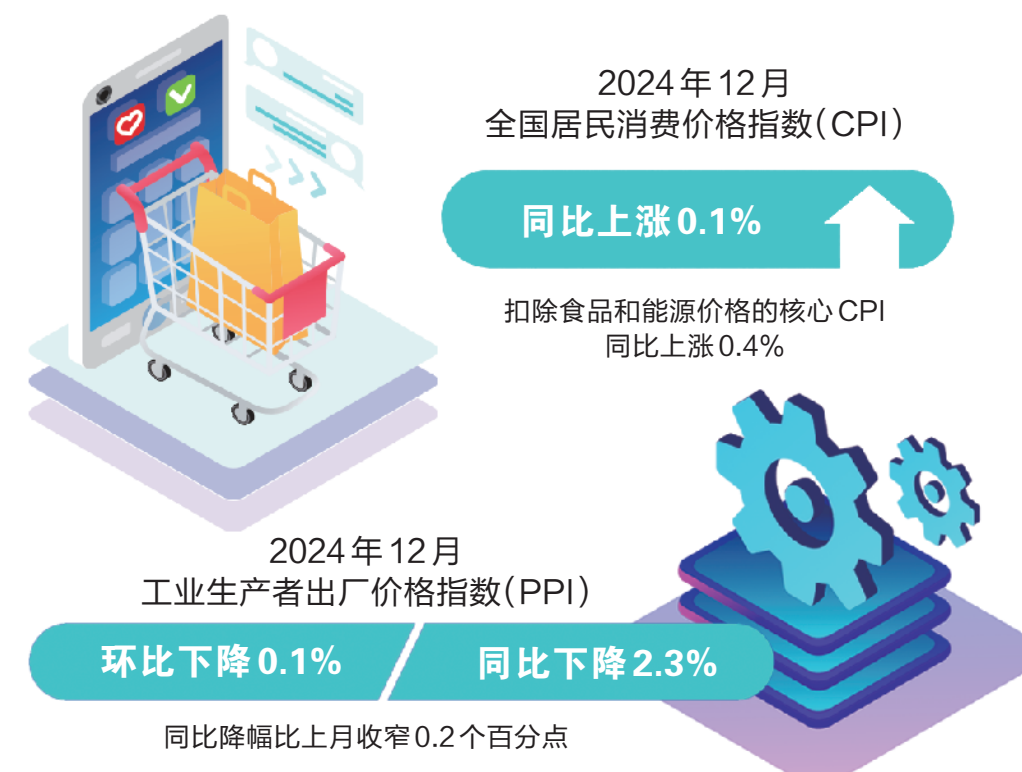 2024年12月
全国居民消费价格指数(CPI)
同比上涨0.1%
扣除食品和能源价格的核心CPI
同比上涨0.4%
2024年12月
工业生产者出厂价格指数(PPI)
环比下降0.1%
同比下降2.3%
同比降幅比上月收窄0.2个百分点